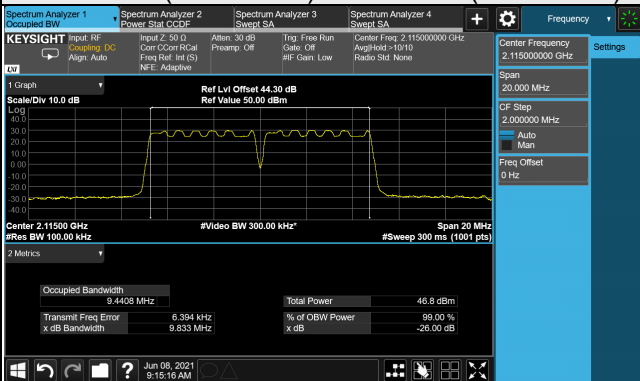 Spectrum Analyzer 1
Occupied BW
Spectrum Analyzer 2
Power Stat CCDF
Spectrum Analyzer 3
Swept SA
Spectrum Analyzer 4
Swept SA
Frequency
KEYSIGHT
Input: RF
Coupling: DC
Align: Auto
Input Z: 50 Ω
Corr CCorr RCal
Freq Ref: Int (S)
NFE: Adaptive
Atten: 30 dB
Preamp: Off
Trig: Free Run
Gate: Off
#IF Gain: Low
Center Freq: 2.115000000 GHz
Avg|Hold:>10/10
Radio Std: None
LXI
Center Frequency
2.115000000 GHz
Settings
Span
20.000 MHz
CF Step
2.000000 MHz
Auto
Man
Freq Offset
0 Hz
1 Graph
Scale/Div 10.0 dB
Ref Lvl Offset 44.30 dB
Ref Value 50.00 dBm
Log
40.0
30.0
20.0
10.0
0.00
-10.0
-20.0
-30.0
-40.0
Center 2.11500 GHz
#Res BW 100.00 kHz
#Video BW 300.00 kHz*
Span 20 MHz
#Sweep 300 ms (1001 pts)
2 Metrics
Occupied Bandwidth
9.4408 MHz
Total Power 46.8 dBm
Transmit Freq Error 6.394 kHz
% of OBW Power 99.00 %
x dB Bandwidth 9.833 MHz
x dB -26.00 dB
?
Jun 08, 2021
9:15:16 AM